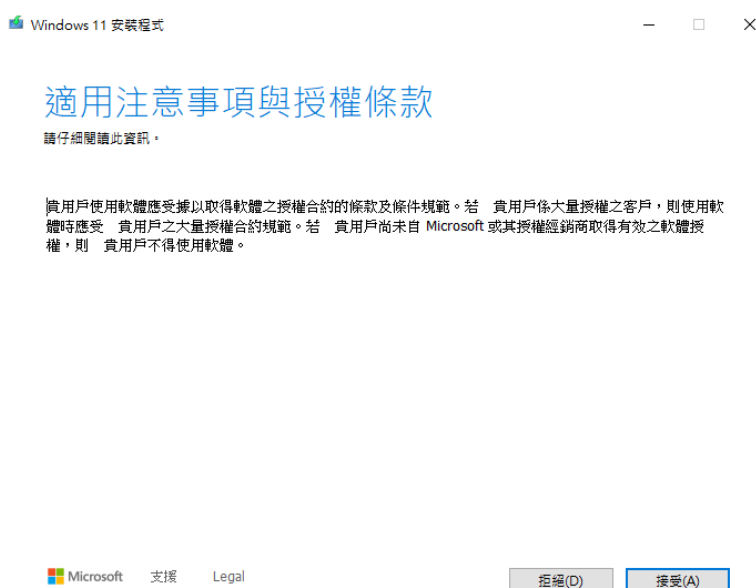 Windows 11 安裝程式
適用注意事項與授權條款
請仔細閱讀此資訊。
貴用戶使用軟體應受據以取得軟體之授權合約的條款及條件規範。若　貴用戶係大量授權之客戶，則使用軟
體時應受　貴用戶之大量授權合約規範。若　貴用戶尚未自 Microsoft 或其授權經銷商取得有效之軟體授
權，則　貴用戶不得使用軟體。
Microsoft 支援 Legal 拒絕(D) 接受(A)